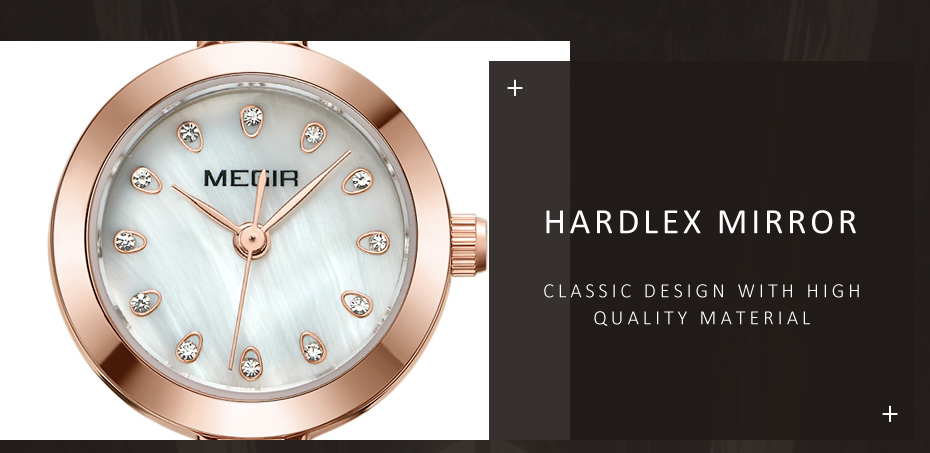 MEGIR
HARDLEX MIRROR
CLASSIC DESIGN WITH HIGH
QUALITY MATERIAL